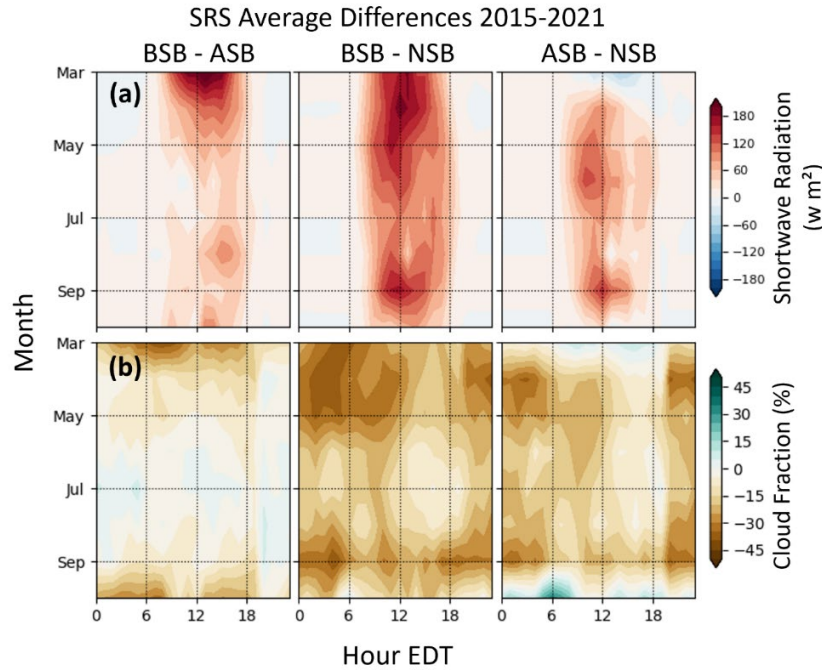 SRS Average Differences 2015-2021
BSB - ASB
BSB - NSB
ASB - NSB
(a)
Mar
May
Jul
Sep
180
120
60
0
-60
-120
-180
Shortwave Radiation
(w m²)
Month
(b)
Mar
May
Jul
Sep
45
30
15
0
-15
-30
-45
Cloud Fraction (%)
0 6 12 18 0 6 12 18 0 6 12 18
Hour EDT